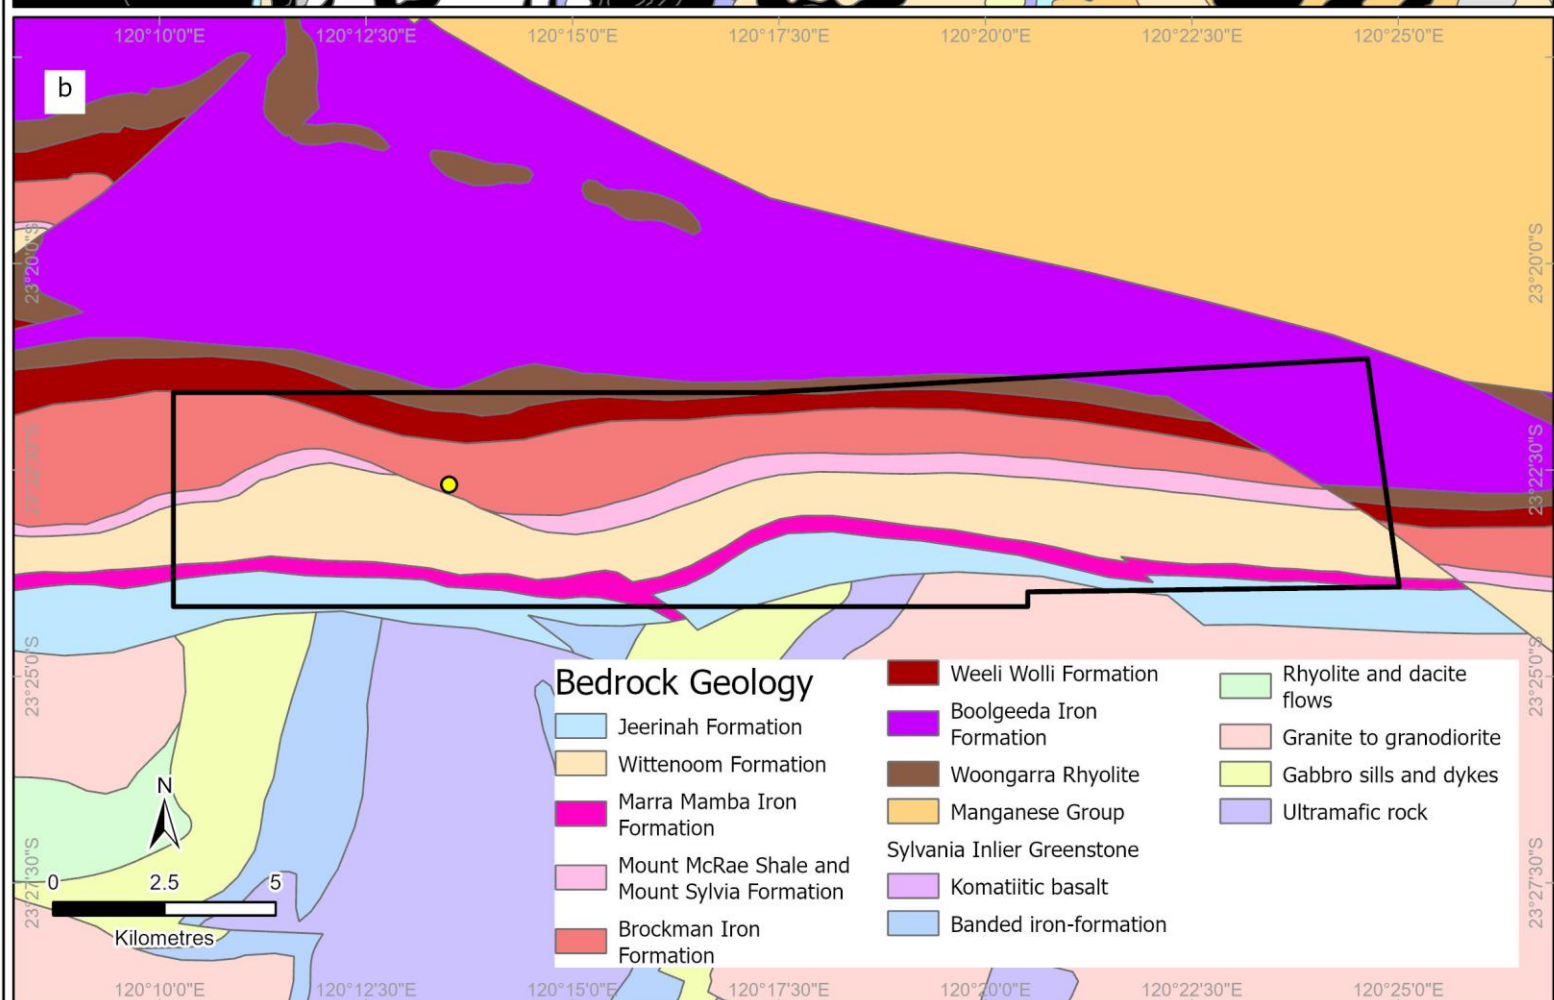 120°10'0"E 120°12'30"E 120°15'0"E 120°17'30"E 120°20'0"E 120°22'30"E 120°25'0"E
b
23°20'0"S 23°20'0"S
23°22'30"S 23°22'30"S
23°25'0"S 23°25'0"S
23°27'30"S 23°27'30"S
N
0 2.5 5
Kilometres
Bedrock Geology
Jeerinah Formation
Wittenoom Formation
Marra Mamba Iron
Formation
Mount McRae Shale and
Mount Sylvia Formation
Brockman Iron
Formation
Weeli Wolli Formation
Boolgeeda Iron
Formation
Woongarra Rhyolite
Manganese Group
Sylvania Inlier Greenstone
Komatiitic basalt
Banded iron-formation
Rhyolite and dacite
flows
Granite to granodiorite
Gabbro sills and dykes
Ultramafic rock
120°10'0"E 120°12'30"E 120°15'0"E 120°17'30"E 120°20'0"E 120°22'30"E 120°25'0"E